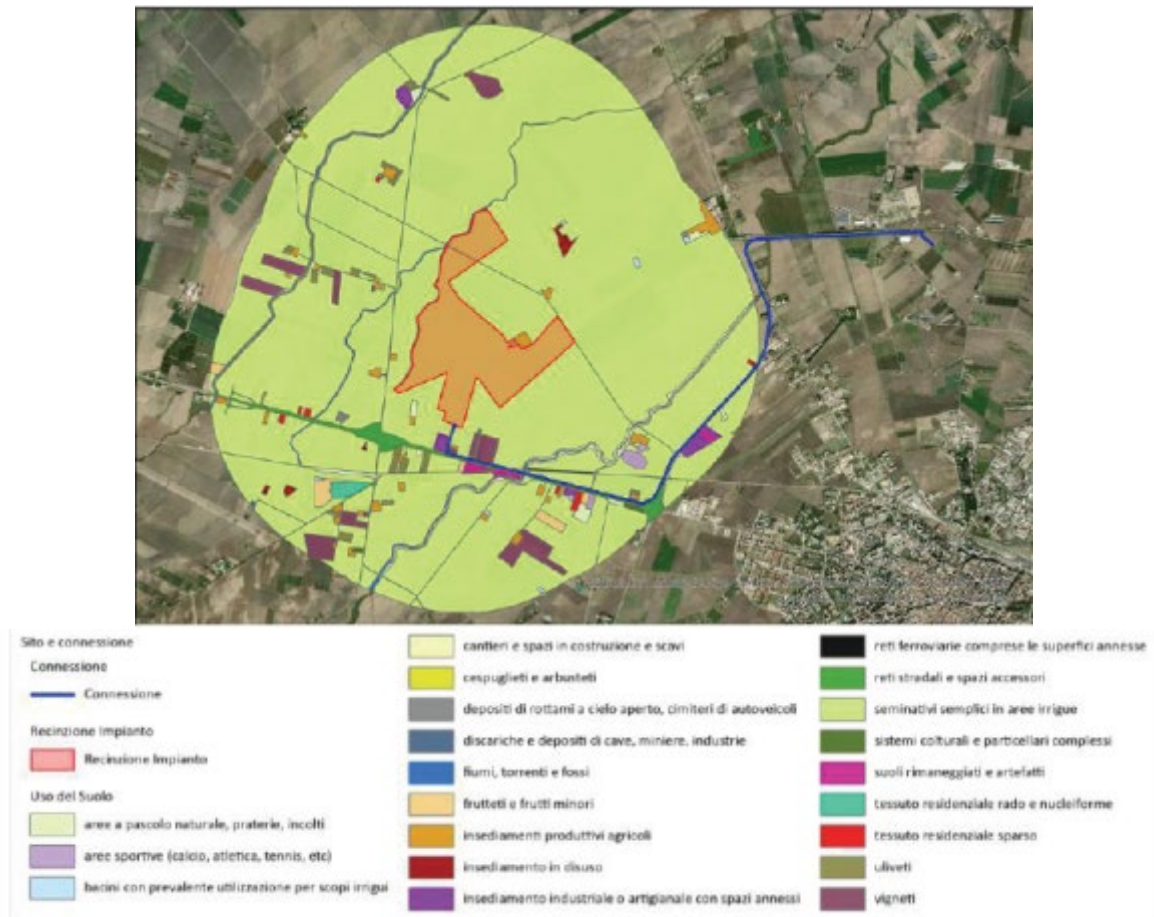 Sito e connessione
Connessione
Connessione
Recinzione Impianto
Recinzione Impianto
Uso del Suolo
aree a pascolo naturale, praterie, incolti
aree sportive (calcio, atletica, tennis, etc)
bacini con prevalente utilizzazione per scopi irrigui
cantieri e spazi in costruzione e scavi
cespuglieti e arbusteti
depositi di rottami a cielo aperto, cimiteri di autoveicoli
discariche e depositi di cave, miniere, industrie
fiumi, torrenti e fossi
frutteti e frutti minori
insediamenti produttivi agricoli
insediamento in disuso
insediamento industriale o artigianale con spazi annessi
reti ferroviarie comprese le superfici annesse
reti stradali e spazi accessori
seminativi semplici in aree irrigue
sistemi colturali e particellari complessi
suoli rimaneggiati e artefatti
tessuto residenziale rado e nucleiforme
tessuto residenziale sparso
uliveti
vigneti